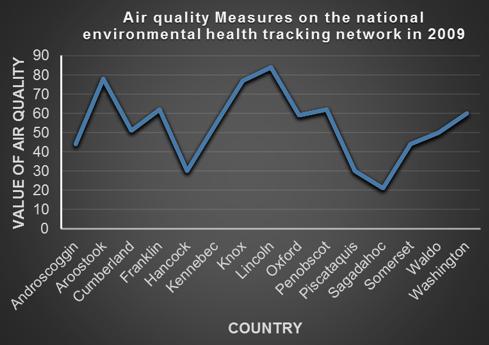 Air quality Measures on the national
environmental health tracking network in 2009
VALUE OF AIR QUALITY
90
80
70
60
50
40
30
20
10
0
Androscoggin
Aroostook
Cumberland
Franklin
Hancock
Kennebec
Knox
Lincoln
Oxford
Penobscot
Piscataquis
Sagadahoc
Somerset
Waldo
Washington
COUNTRY